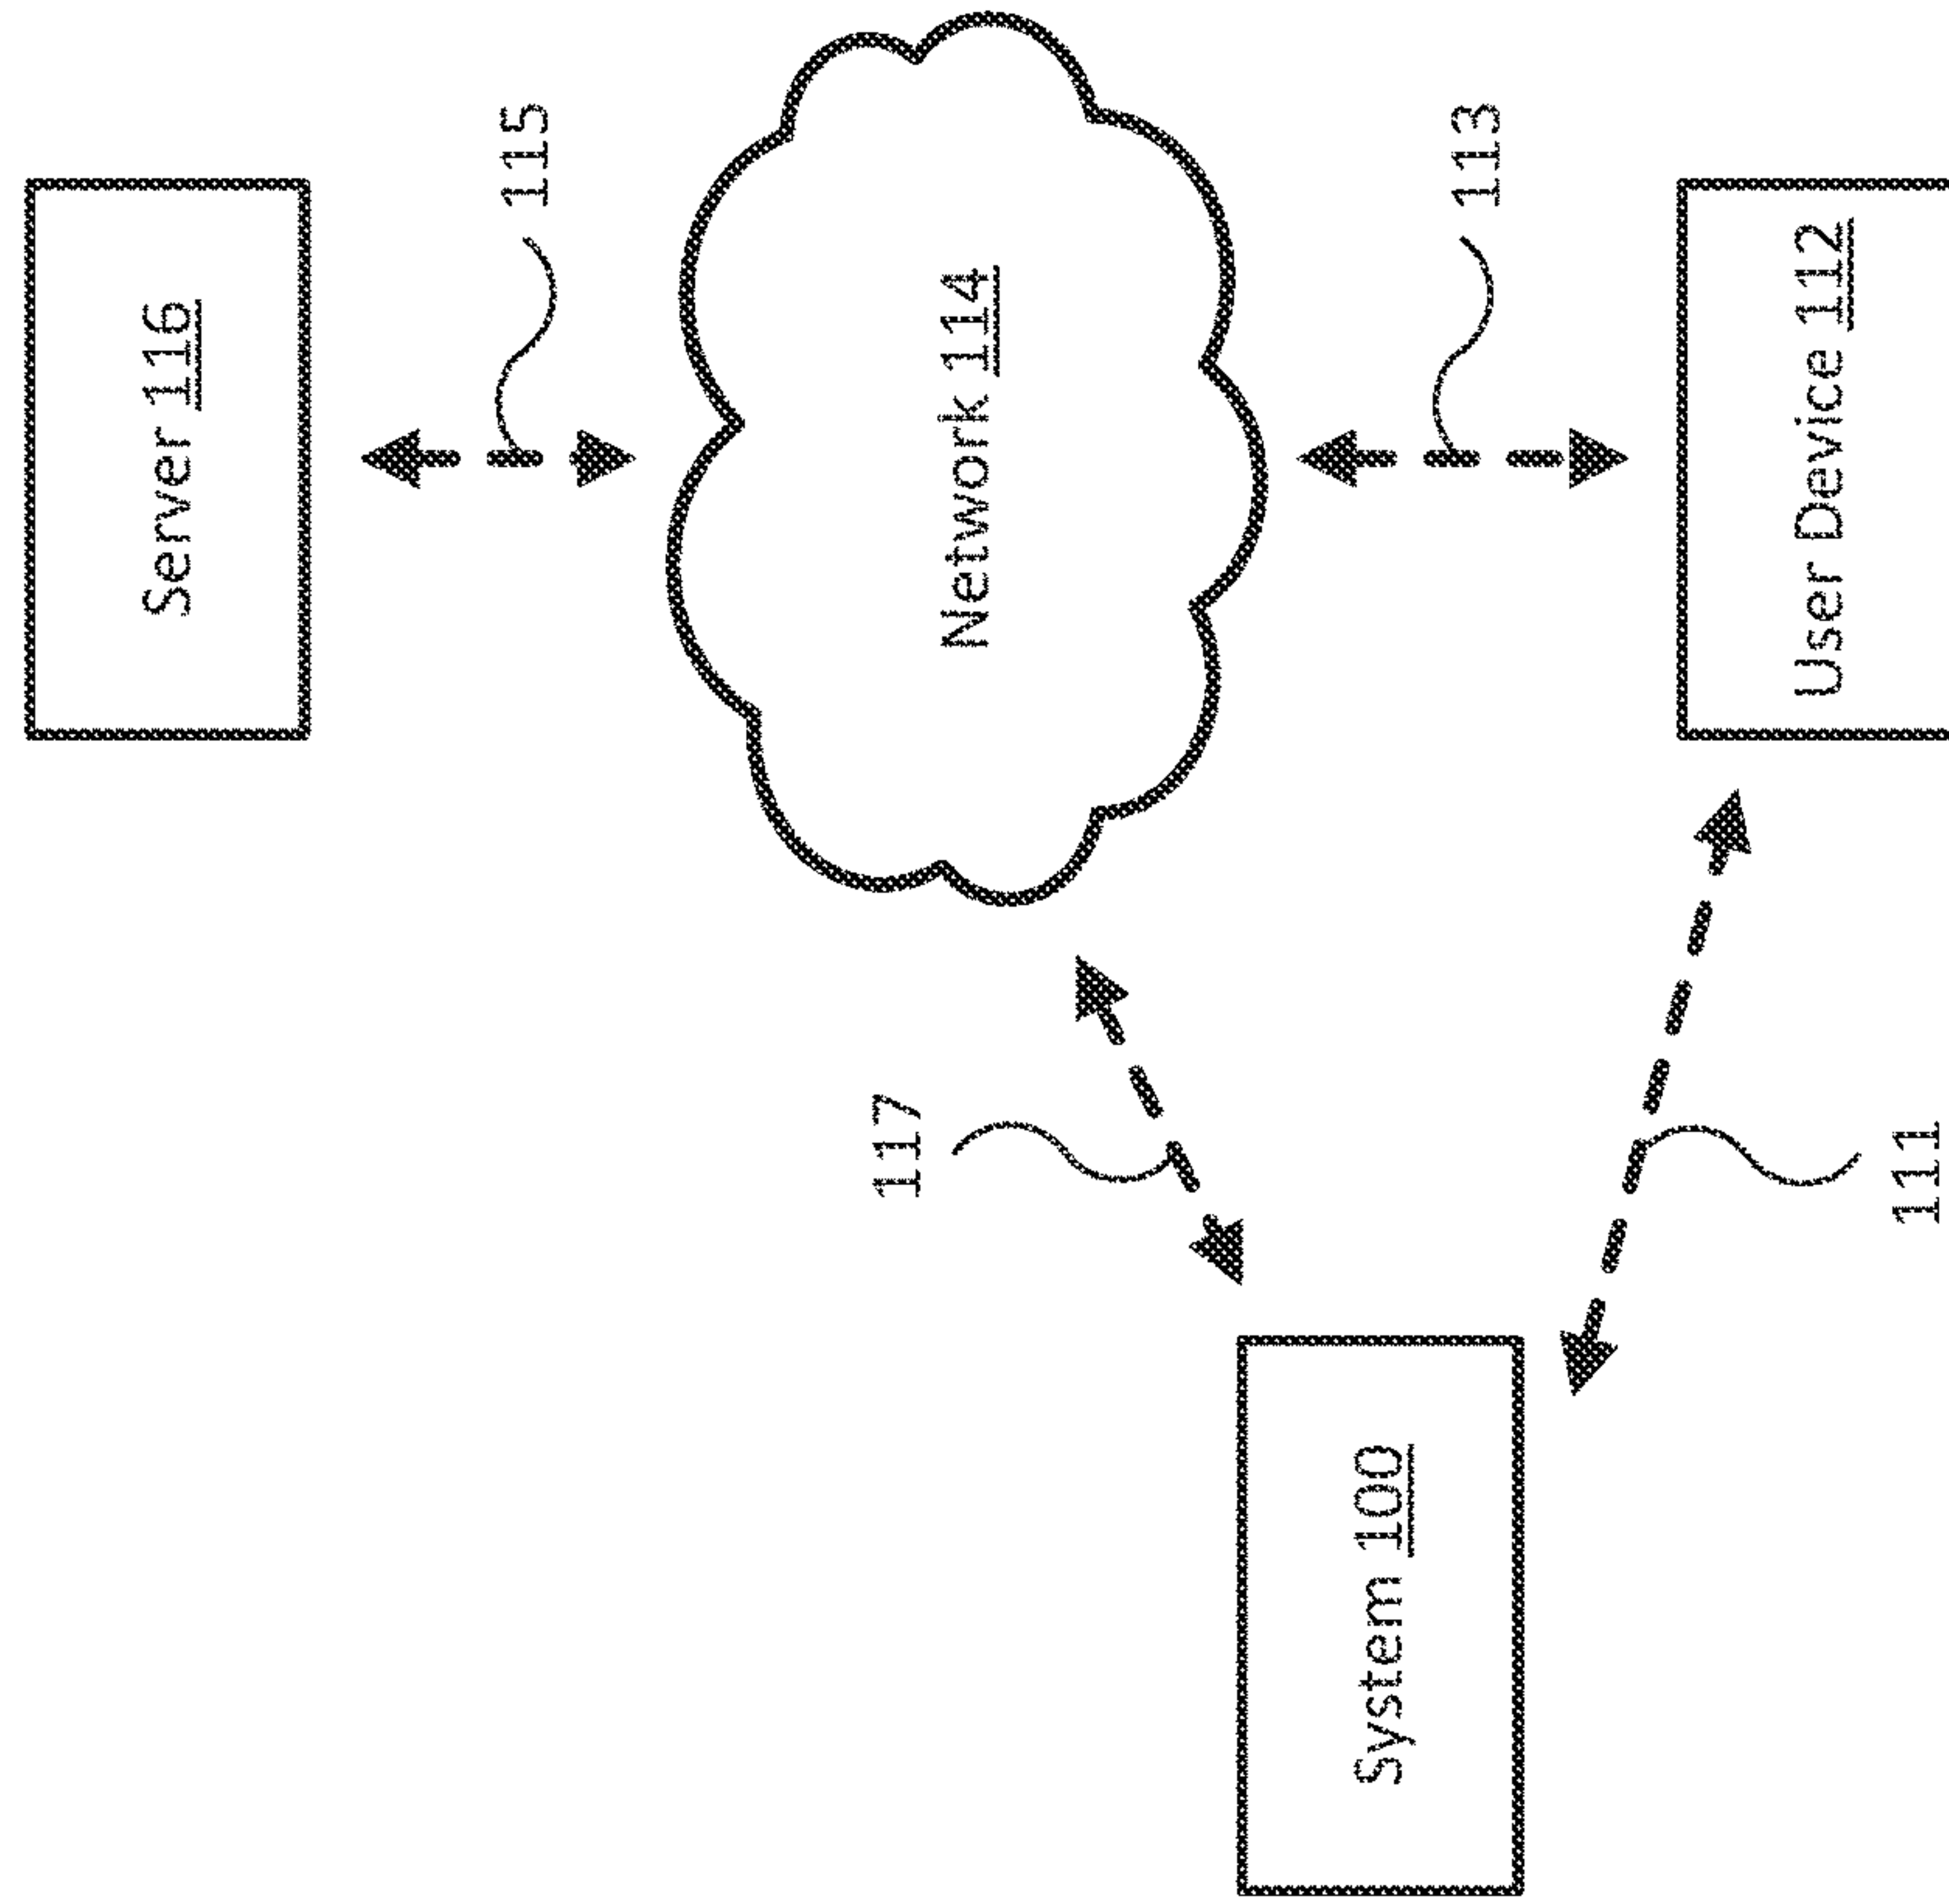 Server 116
115
Network 114
113
User Device 112
117
111
System 100